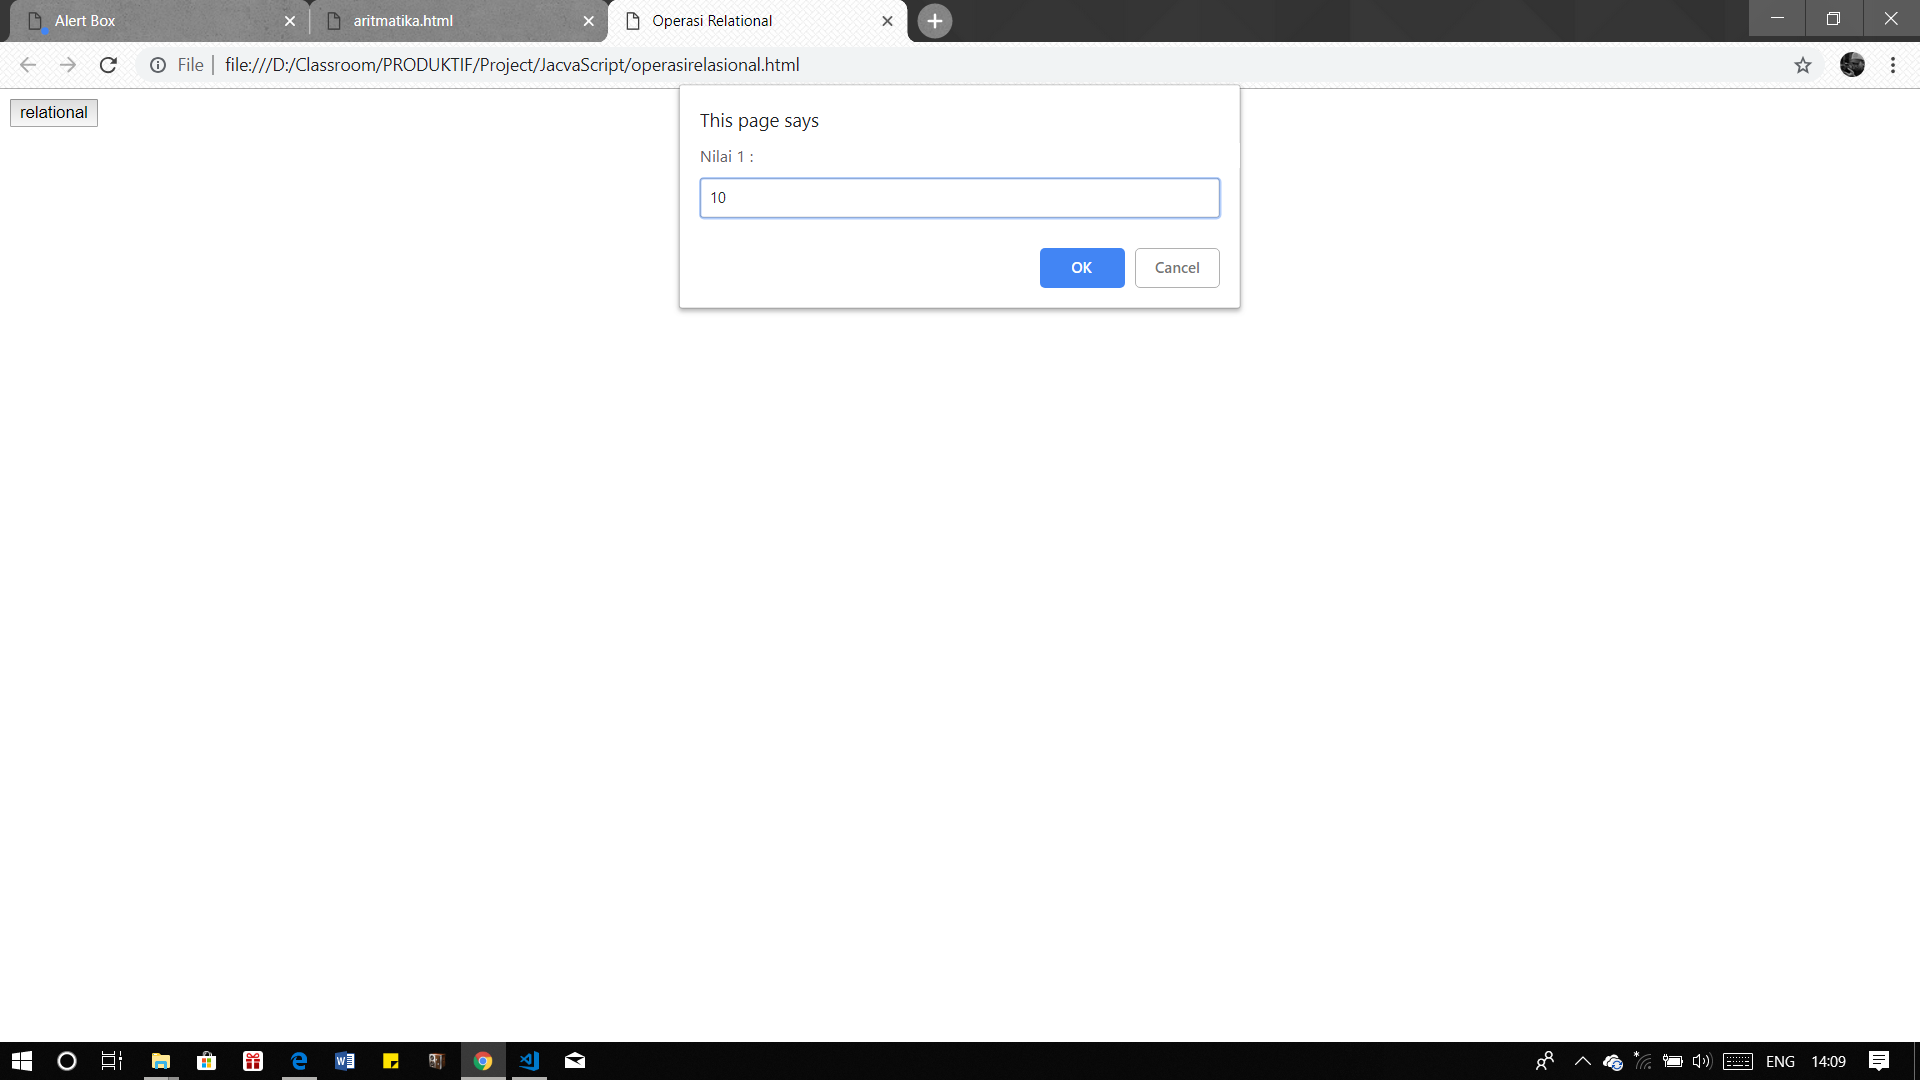 Alert Box
aritmatika.html
Operasi Relational
File
file:///D:/Classroom/PRODUKTIF/Project/JacvaScript/operasirelasional.html
relational
This page says
Nilai 1 :
10
OK
Cancel
ENG
14:09